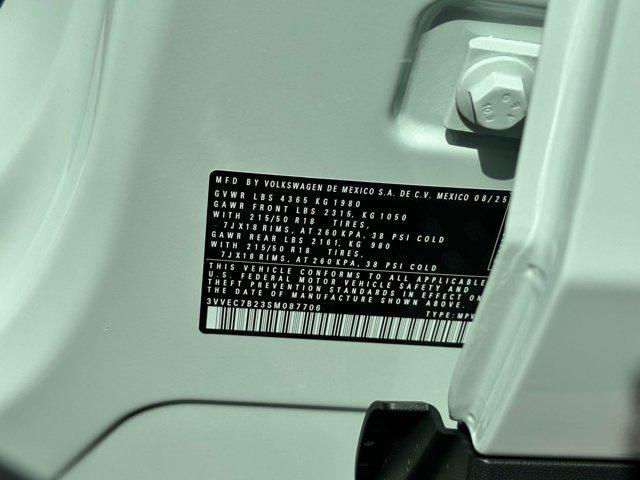 MFD BY VOLKSWAGEN DE MEXICO S.A. DE C.V. MEXICO 08/25
GVWR LBS 4365 KG 1980
GAWR FRONT LBS 2315, KG 1050
WITH 215/50 R18 TIRES,
7JX18 RIMS, AT 260 KPA, 38 PSI COLD
GAWR REAR LBS 2161, KG 980
WITH 215/50 R18 TIRES,
7JX18 RIMS, AT 260 KPA, 38 PSI COLD
THIS VEHICLE CONFORMS TO ALL APPLICABLE
U.S. FEDERAL MOTOR VEHICLE SAFETY AND
THEFT PREVENTION STANDARDS IN EFFECT ON
THE DATE OF MANUFACTURE SHOWN ABOVE.
3VVEC7B23SM087706 TYPE: MPV